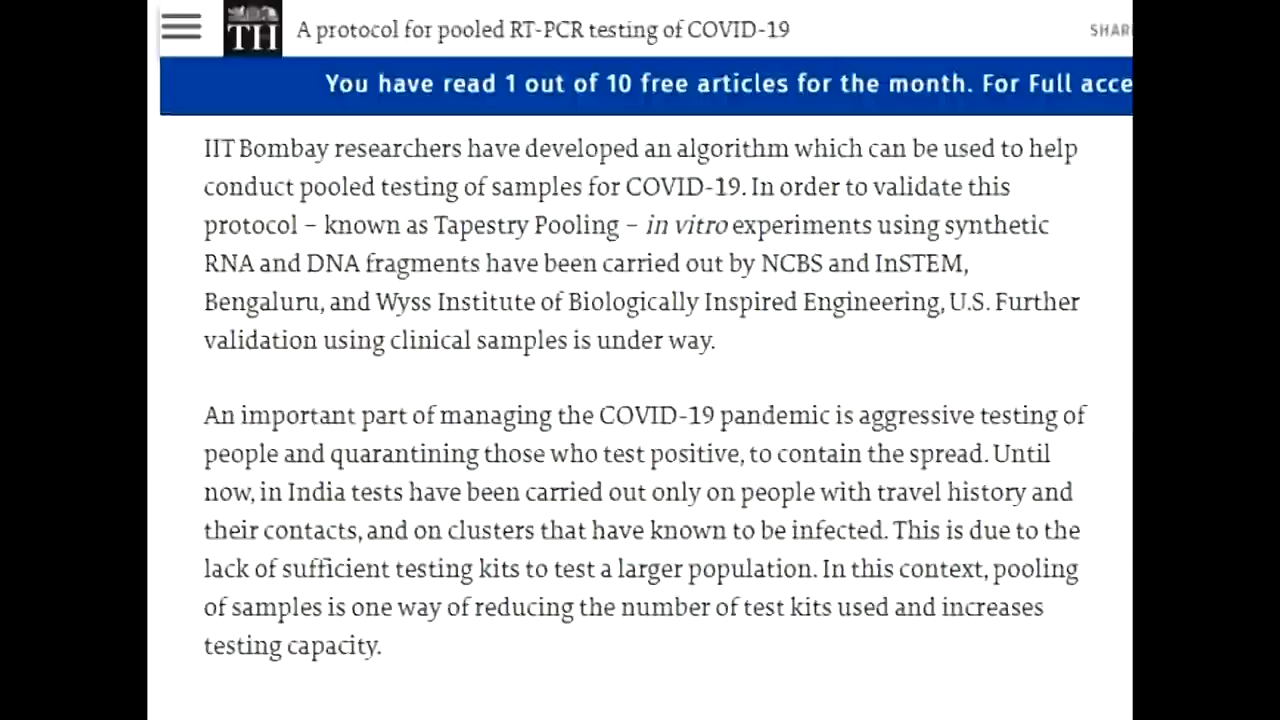 TH A protocol for pooled RT-PCR testing of COVID-19 SHAR
You have read 1 out of 10 free articles for the month. For Full acce
IIT Bombay researchers have developed an algorithm which can be used to help
conduct pooled testing of samples for COVID-19. In order to validate this
protocol – known as Tapestry Pooling – in vitro experiments using synthetic
RNA and DNA fragments have been carried out by NCBS and InSTEM,
Bengaluru, and Wyss Institute of Biologically Inspired Engineering, U.S. Further
validation using clinical samples is under way.
An important part of managing the COVID-19 pandemic is aggressive testing of
people and quarantining those who test positive, to contain the spread. Until
now, in India tests have been carried out only on people with travel history and
their contacts, and on clusters that have known to be infected. This is due to the
lack of sufficient testing kits to test a larger population. In this context, pooling
of samples is one way of reducing the number of test kits used and increases
testing capacity.